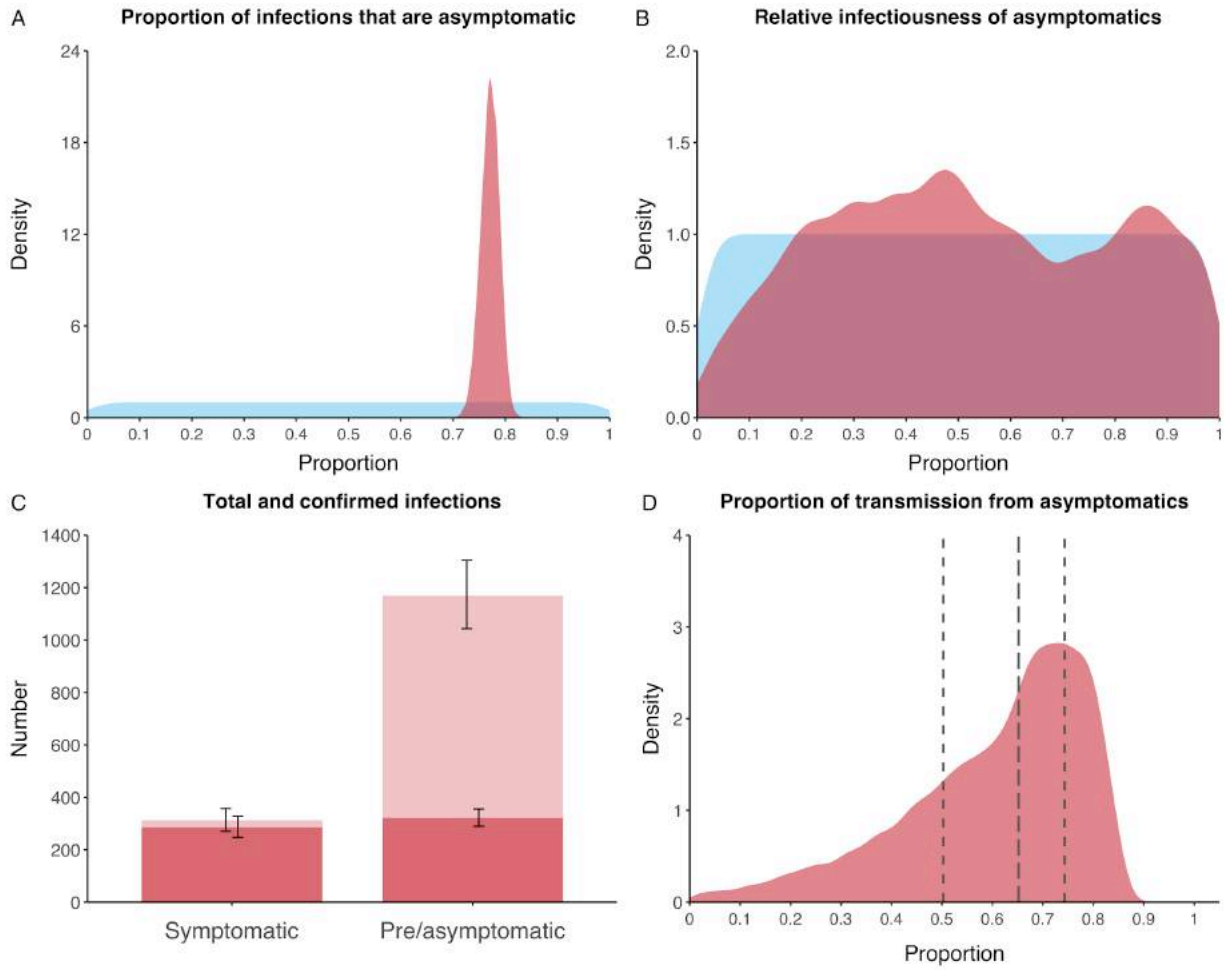 A Proportion of infections that are asymptomatic
Density
24
18
12
6
0
0 0.1 0.2 0.3 0.4 0.5 0.6 0.7 0.8 0.9 1
Proportion
B Relative infectiousness of asymptomatics
Density
2.0
1.5
1.0
0.5
0.0
0 0.1 0.2 0.3 0.4 0.5 0.6 0.7 0.8 0.9 1
Proportion
C Total and confirmed infections
Number
1400
1200
1000
800
600
400
200
0
Symptomatic Pre/asymptomatic
D Proportion of transmission from asymptomatics
Density
4
3
2
1
0
0 0.1 0.2 0.3 0.4 0.5 0.6 0.7 0.8 0.9 1
Proportion